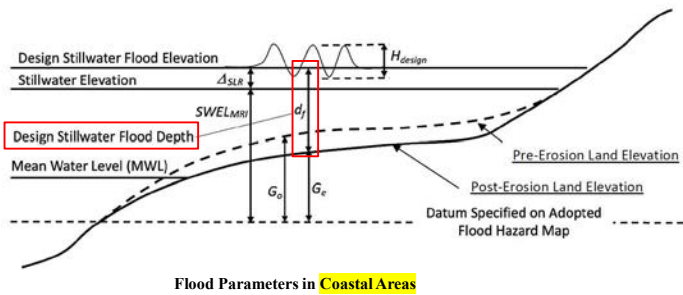 Design Stillwater Flood Elevation
H_design
Stillwater Elevation
Δ_SLR
SWEL_MRI
d_f
Design Stillwater Flood Depth
Pre-Erosion Land Elevation
Mean Water Level (MWL)
G_o
G_e
Post-Erosion Land Elevation
Datum Specified on Adopted
Flood Hazard Map
Flood Parameters in Coastal Areas